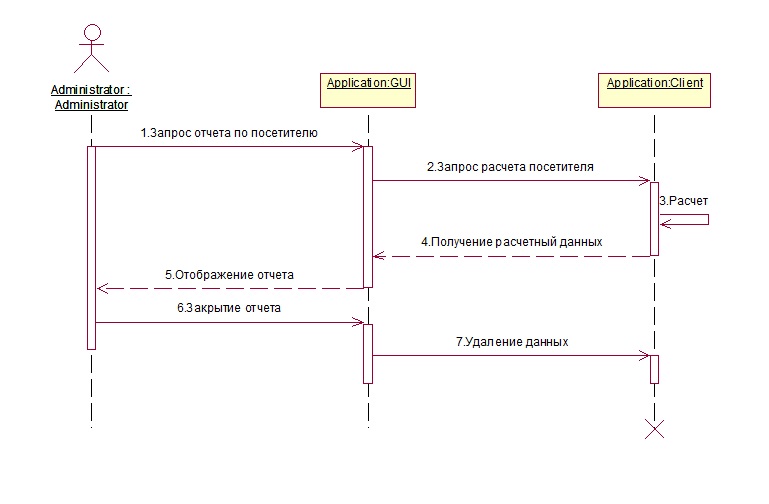 Administrator :
Administrator
Application:GUI
Application:Client
1.Запрос отчета по посетителю
2.Запрос расчета посетителя
3.Расчет
4.Получение расчетный данных
5.Отображение отчета
6.Закрытие отчета
7.Удаление данных